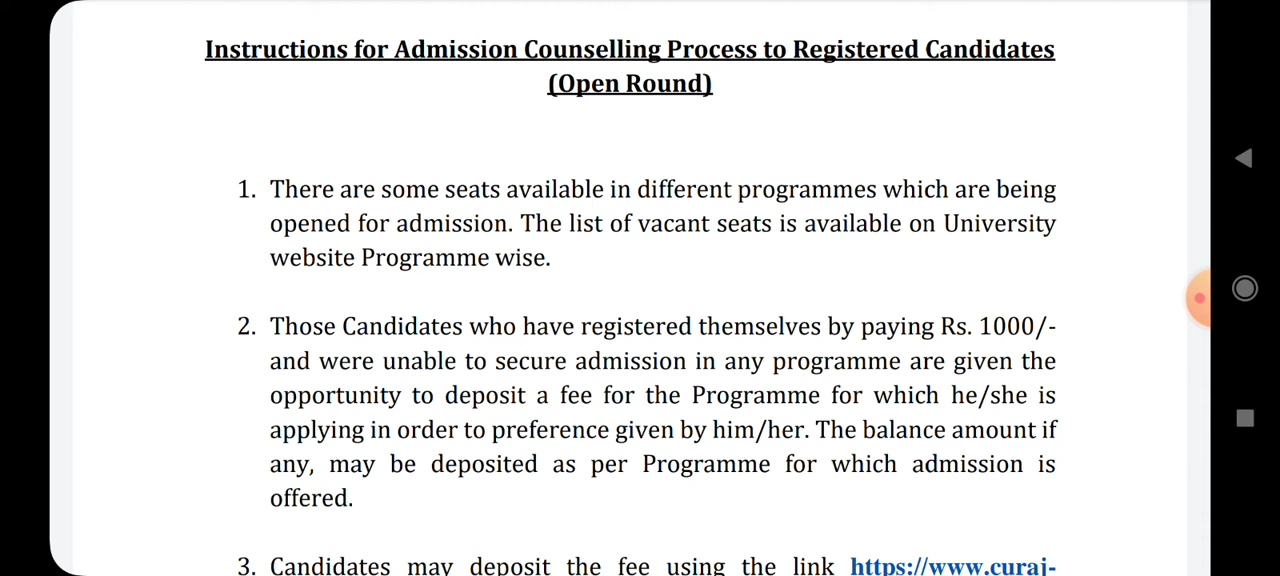 Instructions for Admission Counselling Process to Registered Candidates
(Open Round)
1. There are some seats available in different programmes which are being
opened for admission. The list of vacant seats is available on University
website Programme wise.
2. Those Candidates who have registered themselves by paying Rs. 1000/-
and were unable to secure admission in any programme are given the
opportunity to deposit a fee for the Programme for which he/she is
applying in order to preference given by him/her. The balance amount if
any, may be deposited as per Programme for which admission is
offered.
3. Candidates may deposit the fee using the link https://www.curaj-